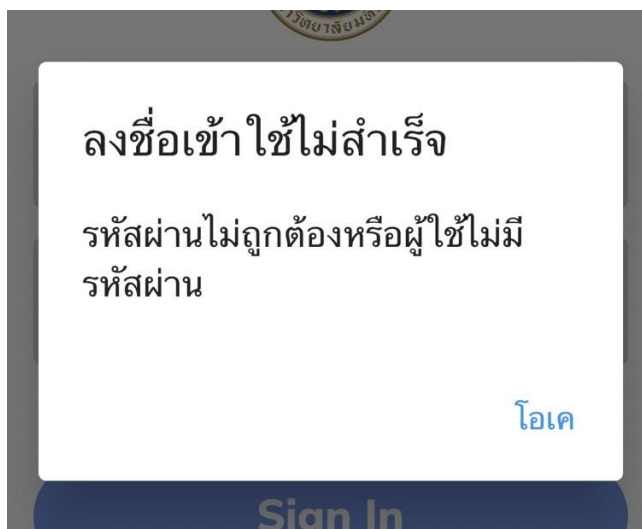 ลงชื่อเข้าใช้ไม่สำเร็จ
รหัสผ่านไม่ถูกต้องหรือผู้ใช้ไม่มี
รหัสผ่าน
โอเค
Sign In